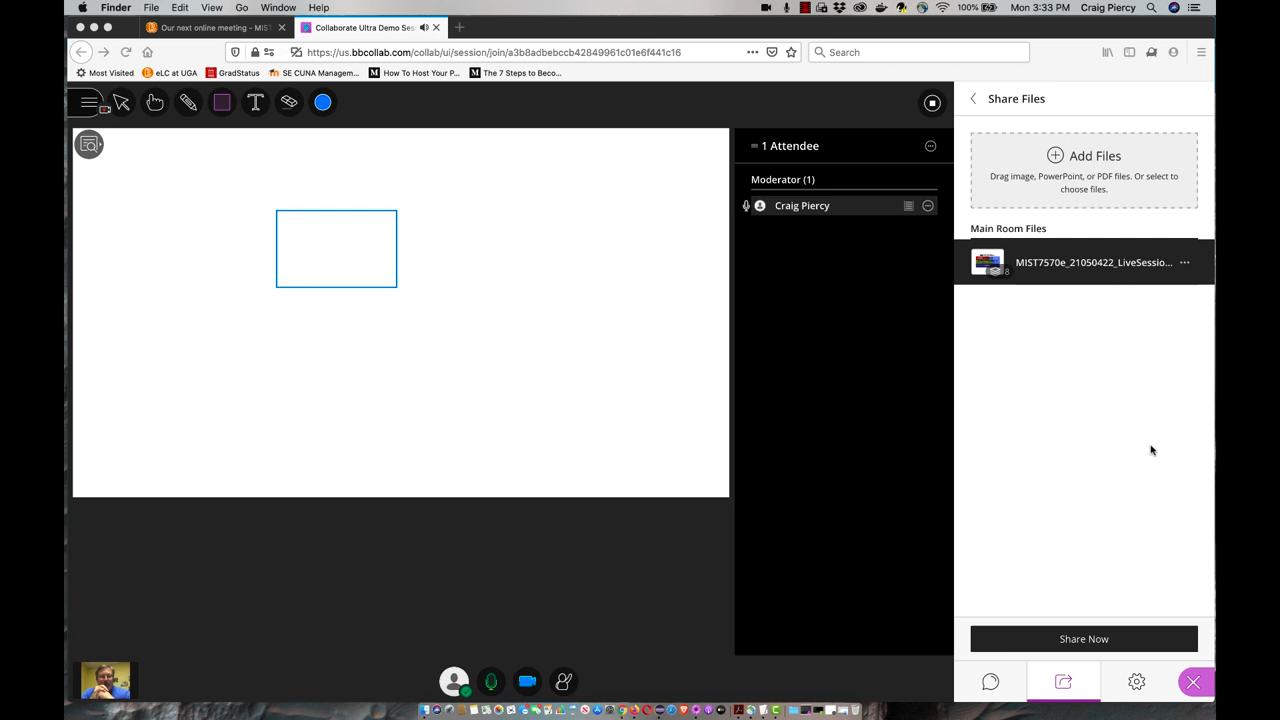 Finder File Edit View Go Window Help
100% Mon 3:33 PM Craig Piercy
Our next online meeting - MIST
Collaborate Ultra Demo Ses
https://us.bbcollab.com/collab/ui/session/join/a3b8adbebccb42849961c01e6f441c16
Search
Most Visited
eLC at UGA
GradStatus
SE CUNA Managem...
How To Host Your P...
The 7 Steps to Beco...
Share Files
Add Files
Drag image, PowerPoint, or PDF files. Or select to
choose files.
Main Room Files
MIST7570e_21050422_LiveSessio...
8
1 Attendee
Moderator (1)
Craig Piercy
Share Now